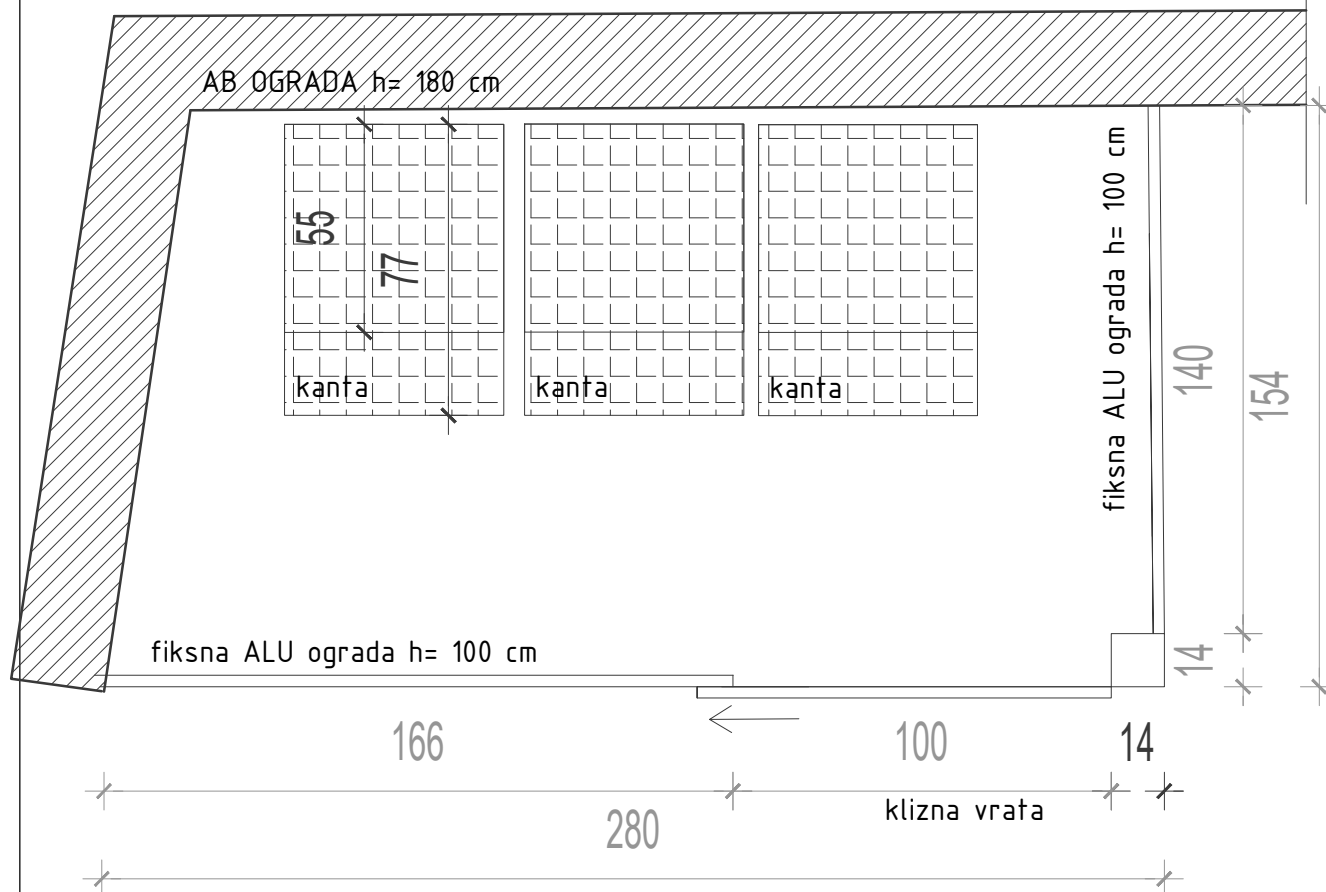 AB OGRADA h= 180 cm
55
77
kanta
kanta
kanta
fiksna ALU ograda h= 100 cm
140
154
14
fiksna ALU ograda h= 100 cm
166
100
14
klizna vrata
280